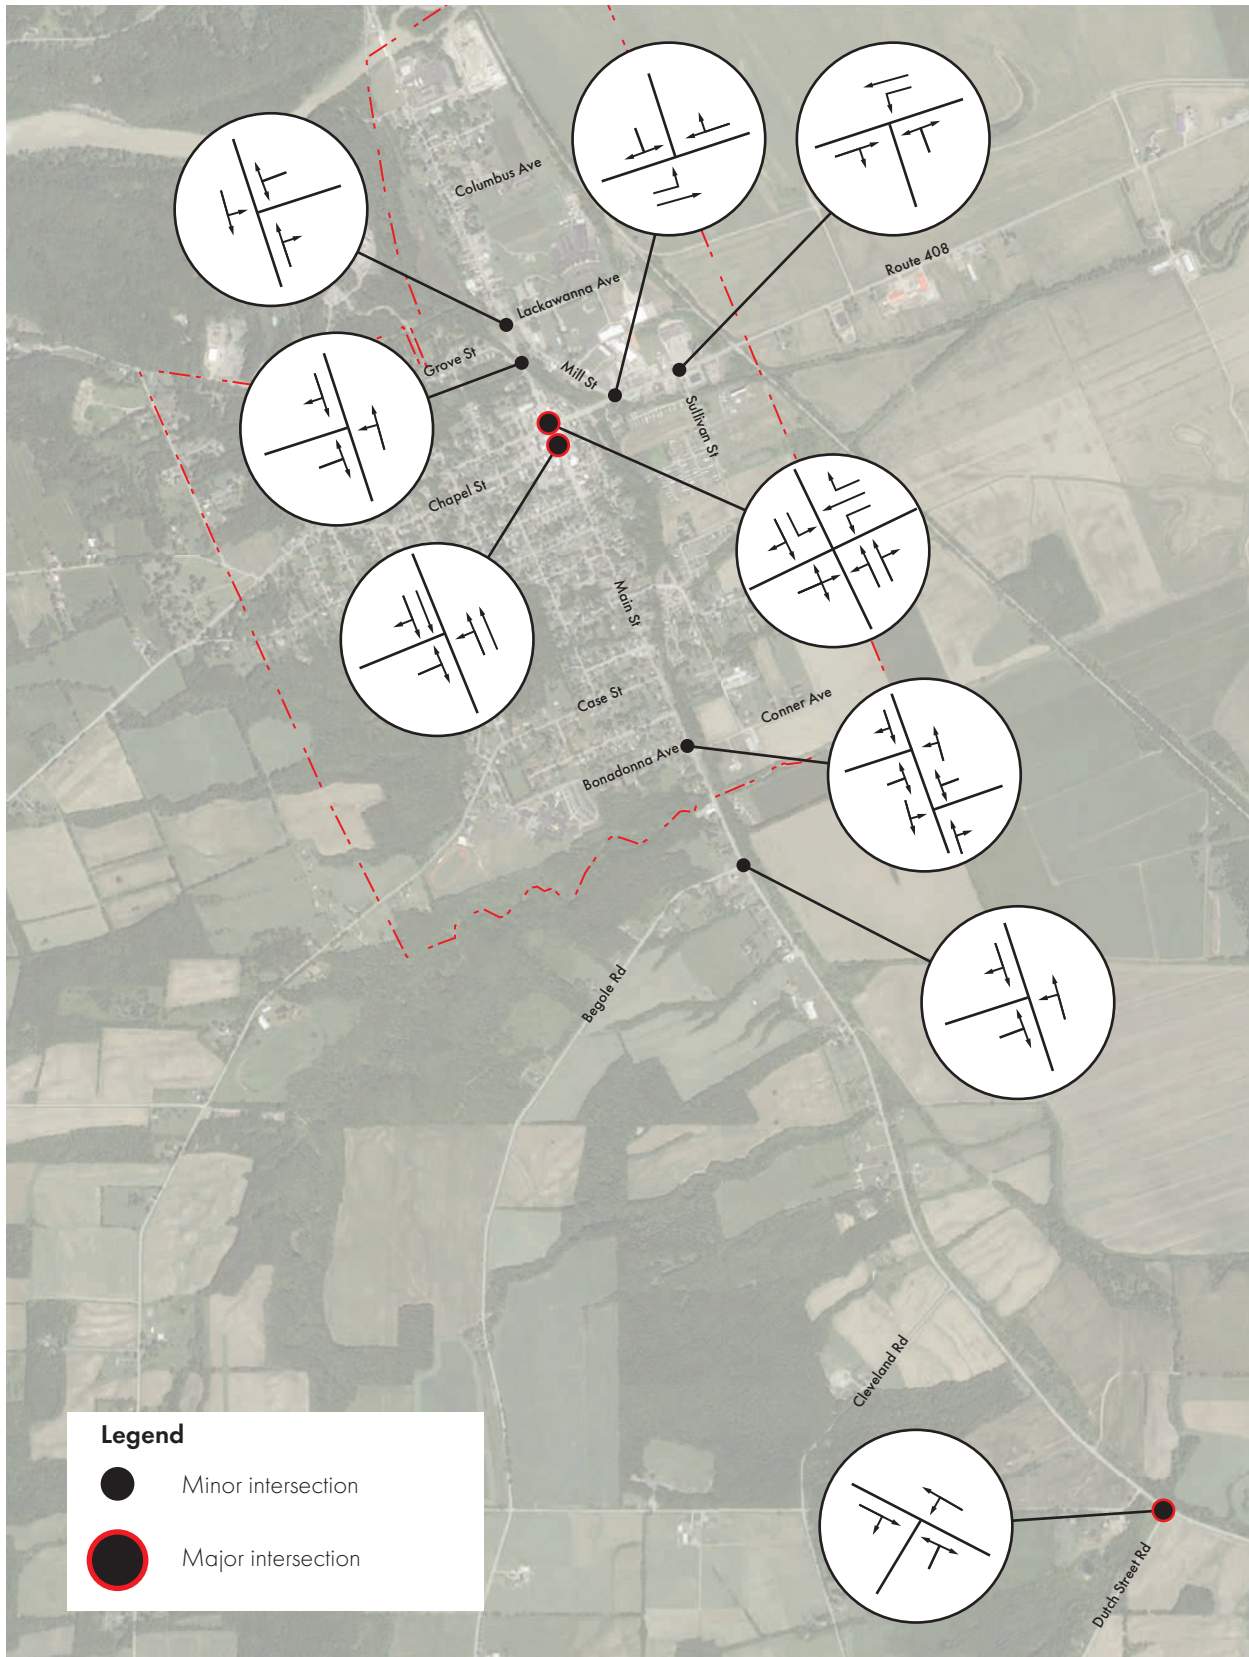 Columbus Ave
Route 408
Lackawanna Ave
Grove St
Mill St
Sullivan St
Chapel St
Main St
Case St
Conner Ave
Bonadonna Ave
Begole Rd
Cleveland Rd
Dutch Street Rd
Legend
Minor intersection
Major intersection